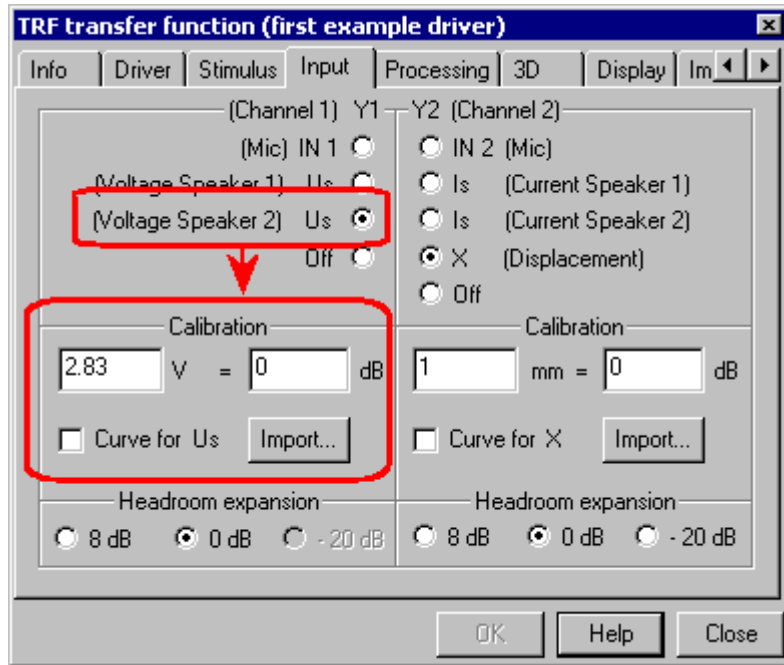 TRF transfer function (first example driver)
Info Driver Stimulus Input Processing 3D Display Im
(Channel 1) Y1 Y2 (Channel 2)
(Mic) IN 1 IN 2 (Mic)
(Voltage Speaker 1) Us Is (Current Speaker 1)
(Voltage Speaker 2) Us Is (Current Speaker 2)
Off X (Displacement)
Off
Calibration Calibration
2.83 V = 0 dB 1 mm = 0 dB
Curve for Us Import... Curve for X Import...
Headroom expansion Headroom expansion
8 dB 0 dB - 20 dB 8 dB 0 dB - 20 dB
OK Help Close